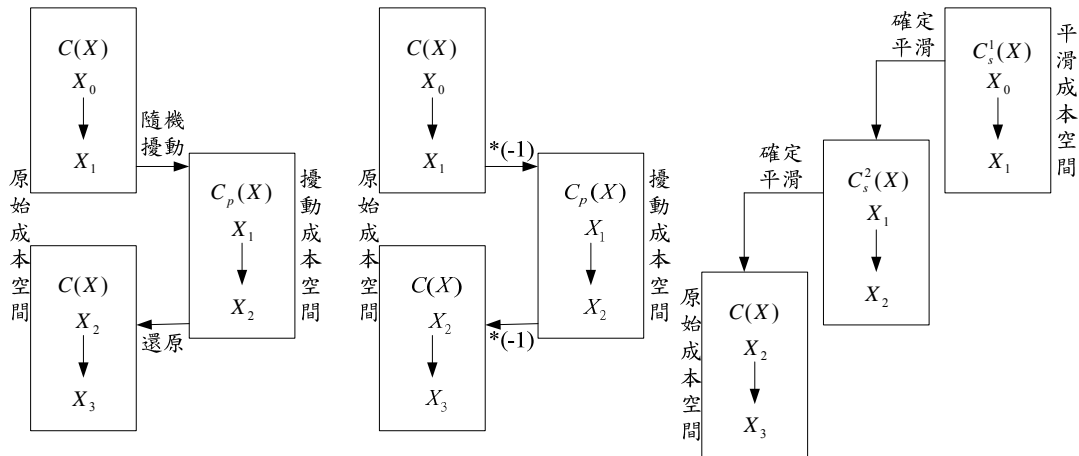 C(X)
X₀
X₁
隨機
擾動
原始成本空間
Cₚ(X)
X₁
X₂
擾動成本空間
C(X)
X₂
X₃
還原
C(X)
X₀
X₁
*(-1)
原始成本空間
Cₚ(X)
X₁
X₂
擾動成本空間
C(X)
X₂
X₃
*(-1)
確定
平滑
Cₛ¹(X)
X₀
X₁
平滑成本空間
確定
平滑
Cₛ²(X)
X₁
X₂
原始成本空間
C(X)
X₂
X₃